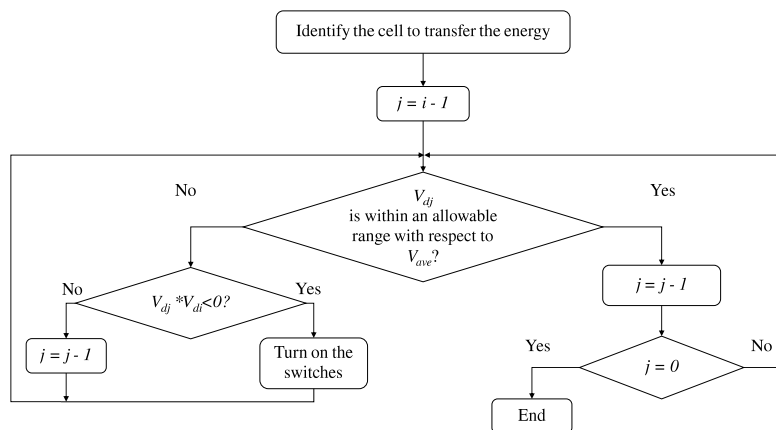 Identify the cell to transfer the energy
j = i - 1
No
Yes
V_dj
is within an allowable
range with respect to
V_ave?
No
V_dj *V_di<0?
Yes
j = j - 1
j = j - 1
Turn on the
switches
Yes
j = 0
No
End